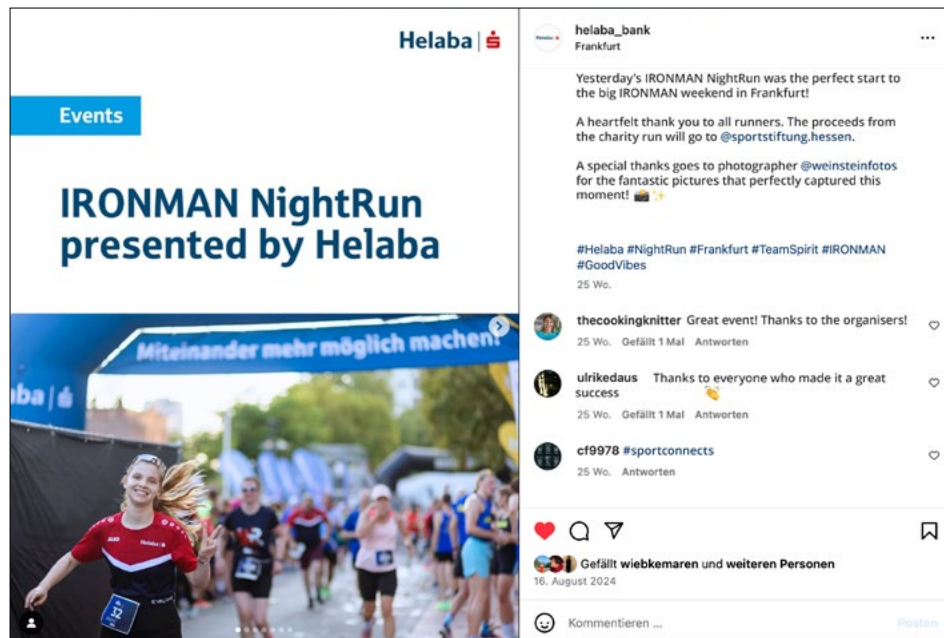 Helaba
Events
IRONMAN NightRun
presented by Helaba
Miteinander mehr möglich machen!
aba
JAKO
Helaba
32
helaba_bank
Frankfurt
Yesterday's IRONMAN NightRun was the perfect start to
the big IRONMAN weekend in Frankfurt!
A heartfelt thank you to all runners. The proceeds from
the charity run will go to @sportstiftung.hessen.
A special thanks goes to photographer @weinsteinfotos
for the fantastic pictures that perfectly captured this
moment! 📸✨
#Helaba #NightRun #Frankfurt #TeamSpirit #IRONMAN
#GoodVibes
25 Wo.
thecookingknitter Great event! Thanks to the organisers!
25 Wo. Gefällt 1 Mal Antworten
ulrikedaus Thanks to everyone who made it a great
success 👏
25 Wo. Gefällt 1 Mal Antworten
cf9978 #sportconnects
25 Wo. Antworten
Gefällt wiebkemaren und weiteren Personen
16. August 2024
Kommentieren ...
Posten